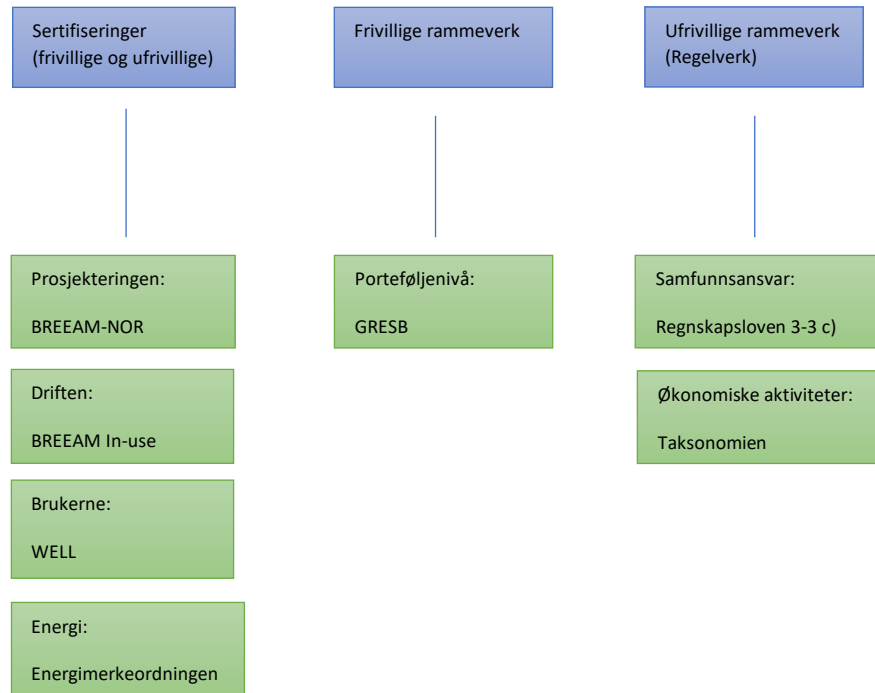 Sertifiseringer
(frivillige og ufrivillige)
Prosjekteringen:
BREEAM-NOR
Driften:
BREEAM In-use
Brukerne:
WELL
Energi:
Energimerkeordningen
Frivillige rammeverk
Porteføljenivå:
GRESB
Ufrivillige rammeverk
(Regelverk)
Samfunnsansvar:
Regnskapsloven 3-3 c)
Økonomiske aktiviteter:
Taksonomien